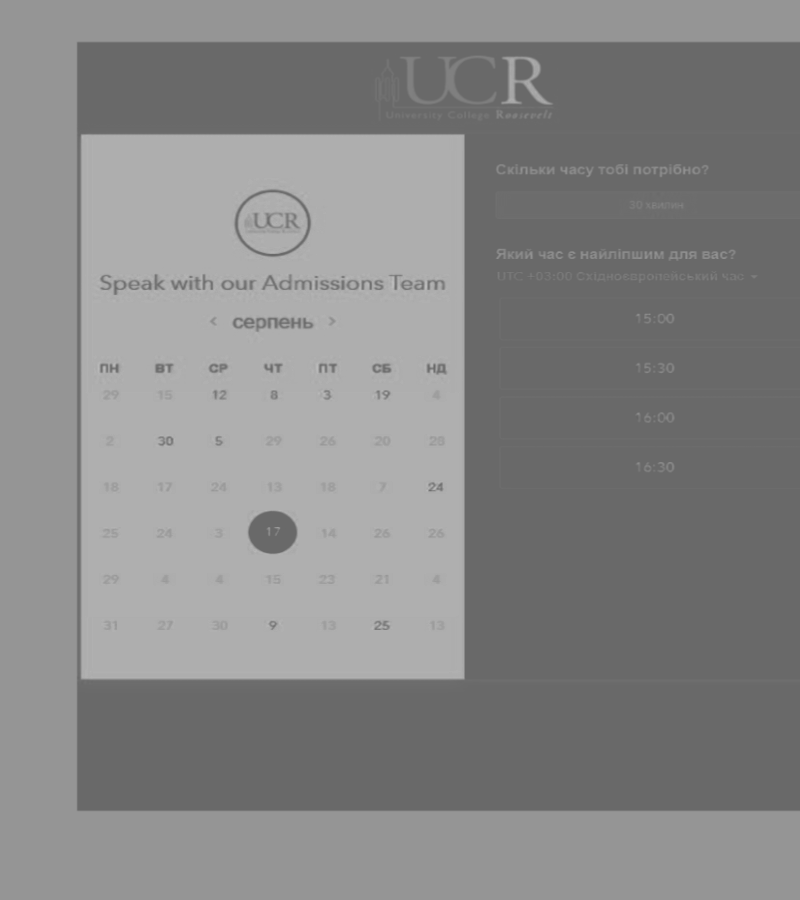 UCR
University College Roosevelt
UCR
Speak with our Admissions Team
< серпень >
ПН ВТ СР ЧТ ПТ СБ НД
29 15 12 8 3 19 4
2 30 5 29 26 20 28
18 17 24 13 18 7 24
25 24 3 17 14 26 26
29 4 4 15 23 21 4
31 27 30 9 13 25 13
Скільки часу тобі потрібно?
30 хвилин
Який час є найліпшим для вас?
UTC +03:00 Східноєвропейський час
15:00
15:30
16:00
16:30